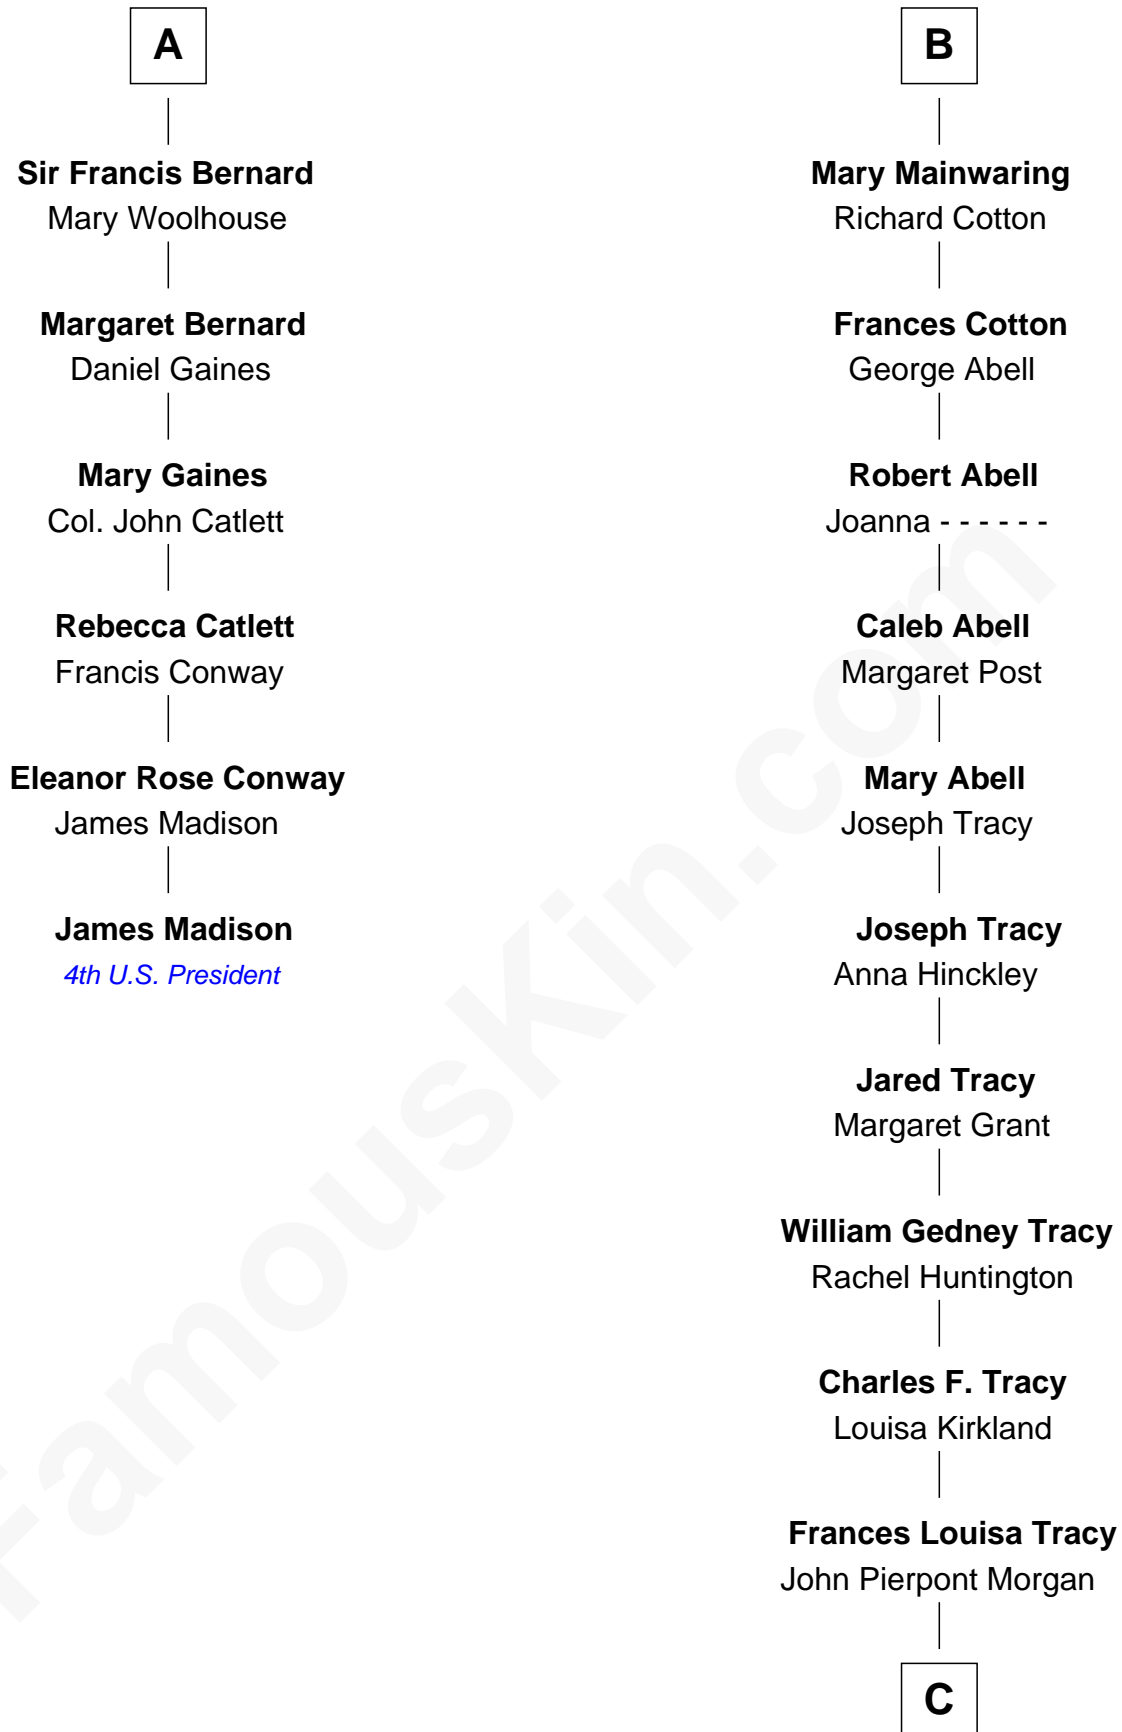 A
Sir Francis Bernard
Mary Woolhouse
Margaret Bernard
Daniel Gaines
Mary Gaines
Col. John Catlett
Rebecca Catlett
Francis Conway
Eleanor Rose Conway
James Madison
James Madison
4th U.S. President
B
Mary Mainwaring
Richard Cotton
Frances Cotton
George Abell
Robert Abell
Joanna - - - - - -
Caleb Abell
Margaret Post
Mary Abell
Joseph Tracy
Joseph Tracy
Anna Hinckley
Jared Tracy
Margaret Grant
William Gedney Tracy
Rachel Huntington
Charles F. Tracy
Louisa Kirkland
Frances Louisa Tracy
John Pierpont Morgan
C
FamousKin.com